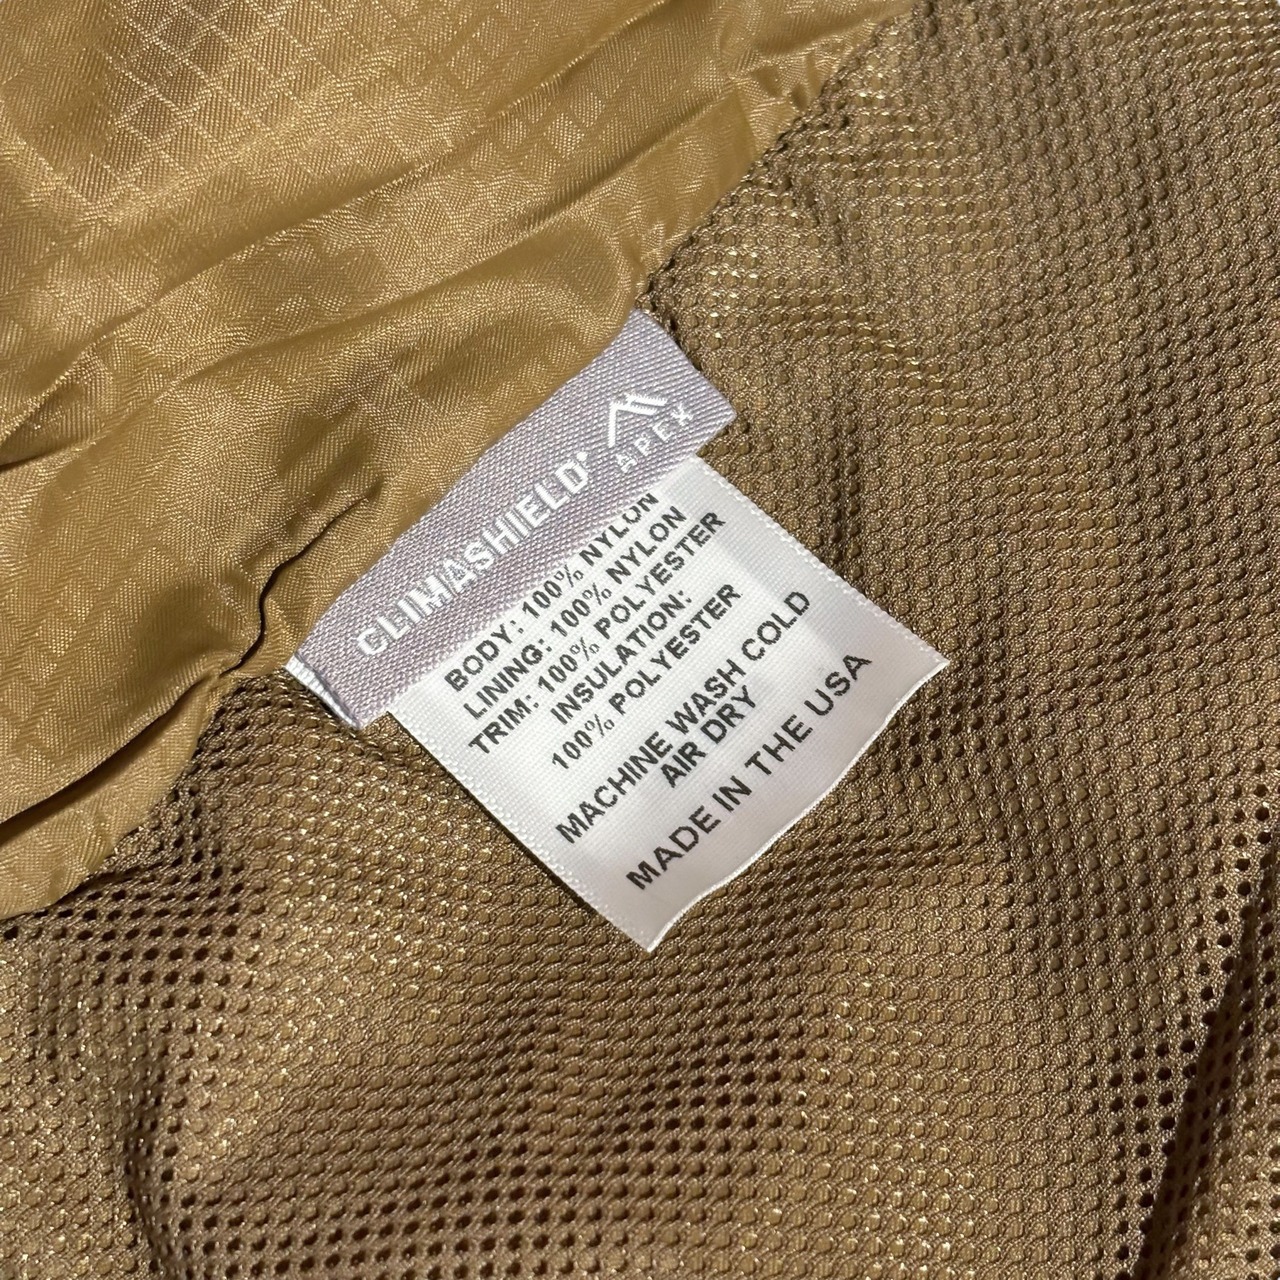 CLIMASHIELD® APEX
BODY: 100% NYLON
LINING: 100% NYLON
TRIM: 100% POLYESTER
INSULATION:
100% POLYESTER
MACHINE WASH COLD
AIR DRY
MADE IN THE USA